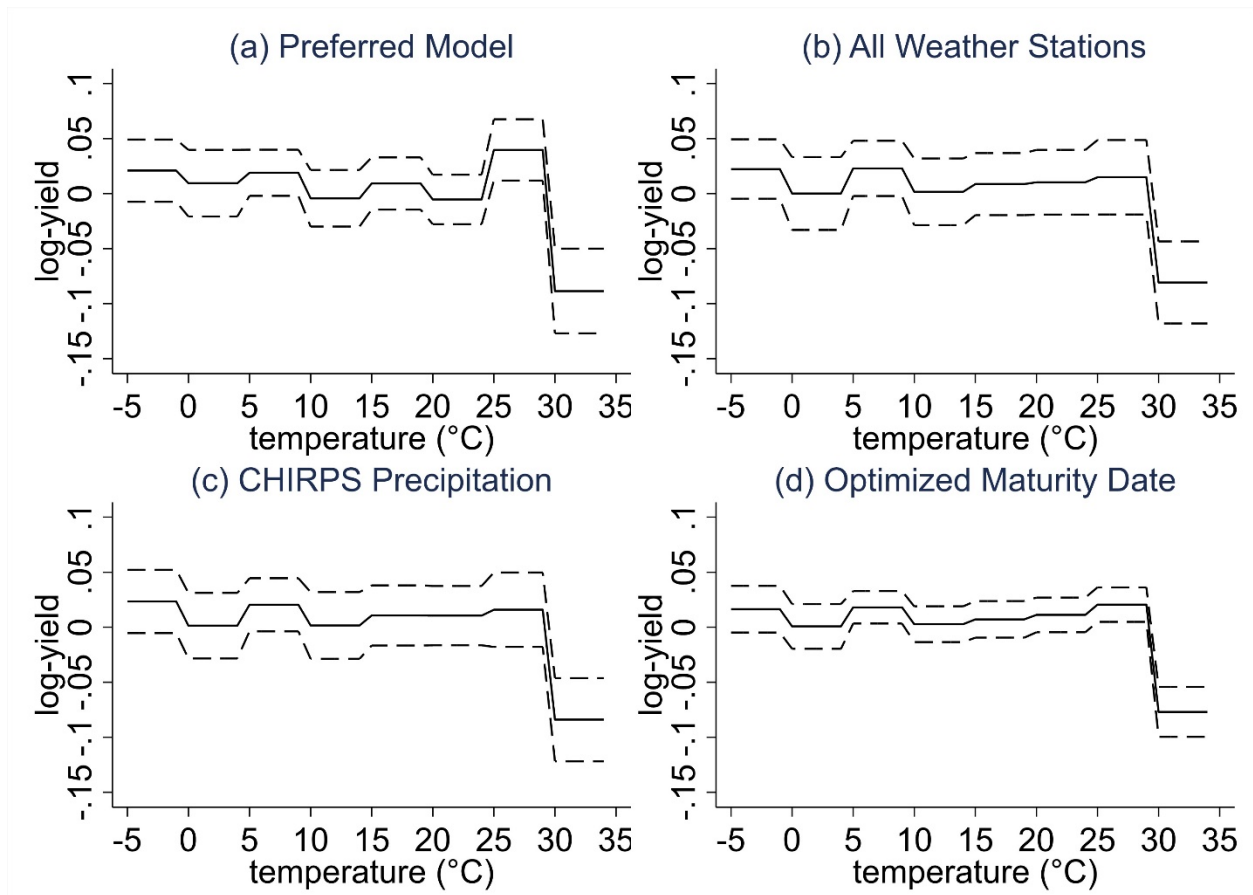 (a) Preferred Model
log-yield
.1
.05
0
-.05
-.1
-.15
-5 0 5 10 15 20 25 30 35
temperature (°C)
(b) All Weather Stations
log-yield
.1
.05
0
-.05
-.1
-.15
-5 0 5 10 15 20 25 30 35
temperature (°C)
(c) CHIRPS Precipitation
log-yield
.1
.05
0
-.05
-.1
-.15
-5 0 5 10 15 20 25 30 35
temperature (°C)
(d) Optimized Maturity Date
log-yield
.1
.05
0
-.05
-.1
-.15
-5 0 5 10 15 20 25 30 35
temperature (°C)